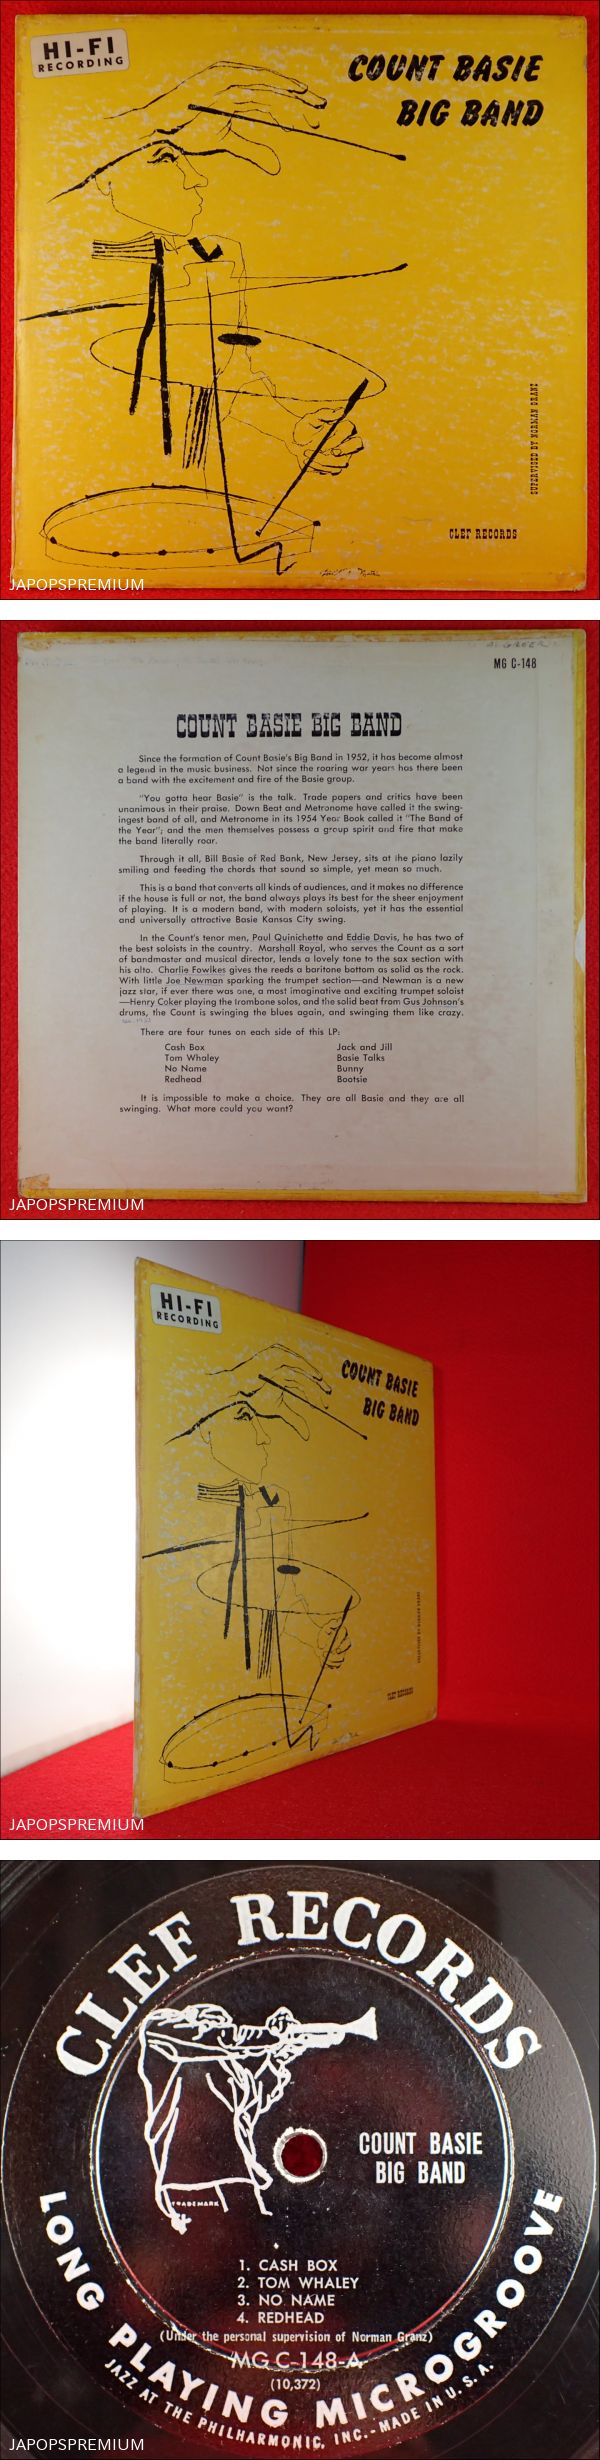 HI-FI
RECORDING
COUNT BASIE
BIG BAND
SUPERVISED BY NORMAN GRANZ
CLEF RECORDS
JAPOPSPREMIUM
MG C-148
COUNT BASIE BIG BAND
Since the formation of Count Basie's Big Band in 1952, it has become almost
a legend in the music business. Not since the roaring war years has there been
a band with the excitement and fire of the Basie group.
"You gotta hear Basie" is the talk. Trade papers and critics have been
unanimous in their praise. Down Beat and Metronome have called it the swing-
ingest band of all, and Metronome in its 1954 Year Book called it "The Band of
the Year"; and the men themselves possess a group spirit and fire that make
the band literally roar.
Through it all, Bill Basie of Red Bank, New Jersey, sits at the piano lazily
smiling and feeding the chords that sound so simple, yet mean so much.
This is a band that converts all kinds of audiences, and it makes no difference
if the house is full or not, the band always plays its best for the sheer enjoyment
of playing. It is a modern band, with modern soloists, yet it has the essential
and universally attractive Basie Kansas City swing.
In the Count's tenor men, Paul Quinichette and Eddie Davis, he has two of
the best soloists in the country. Marshall Royal, who serves the Count as a sort
of bandmaster and musical director, lends a lovely tone to the sax section with
his alto. Charlie Fowlkes gives the reeds a baritone bottom as solid as the rock.
With little Joe Newman sparking the trumpet section—and Newman is a new
jazz star, if ever there was one, a most imaginative and exciting trumpet soloist
—Henry Coker playing the trombone solos, and the solid beat from Gus Johnson's
drums, the Count is swinging the blues again, and swinging them like crazy.
There are four tunes on each side of this LP:
Cash Box Jack and Jill
Tom Whaley Basie Talks
No Name Bunny
Redhead Bootsie
It is impossible to make a choice. They are all Basie and they are all
swinging. What more could you want?
JAPOPSPREMIUM
HI-FI
RECORDING
COUNT BASIE
BIG BAND
JAPOPSPREMIUM
CLEF RECORDS
TRADEMARK
COUNT BASIE
BIG BAND
1. CASH BOX
2. TOM WHALEY
3. NO NAME
4. REDHEAD
(Under the personal supervision of Norman Granz)
MG C-148-A
(10,372)
LONG PLAYING MICROGROOVE
JAZZ AT THE PHILHARMONIC, INC.-MADE IN U.S.A.
JAPOPSPREMIUM